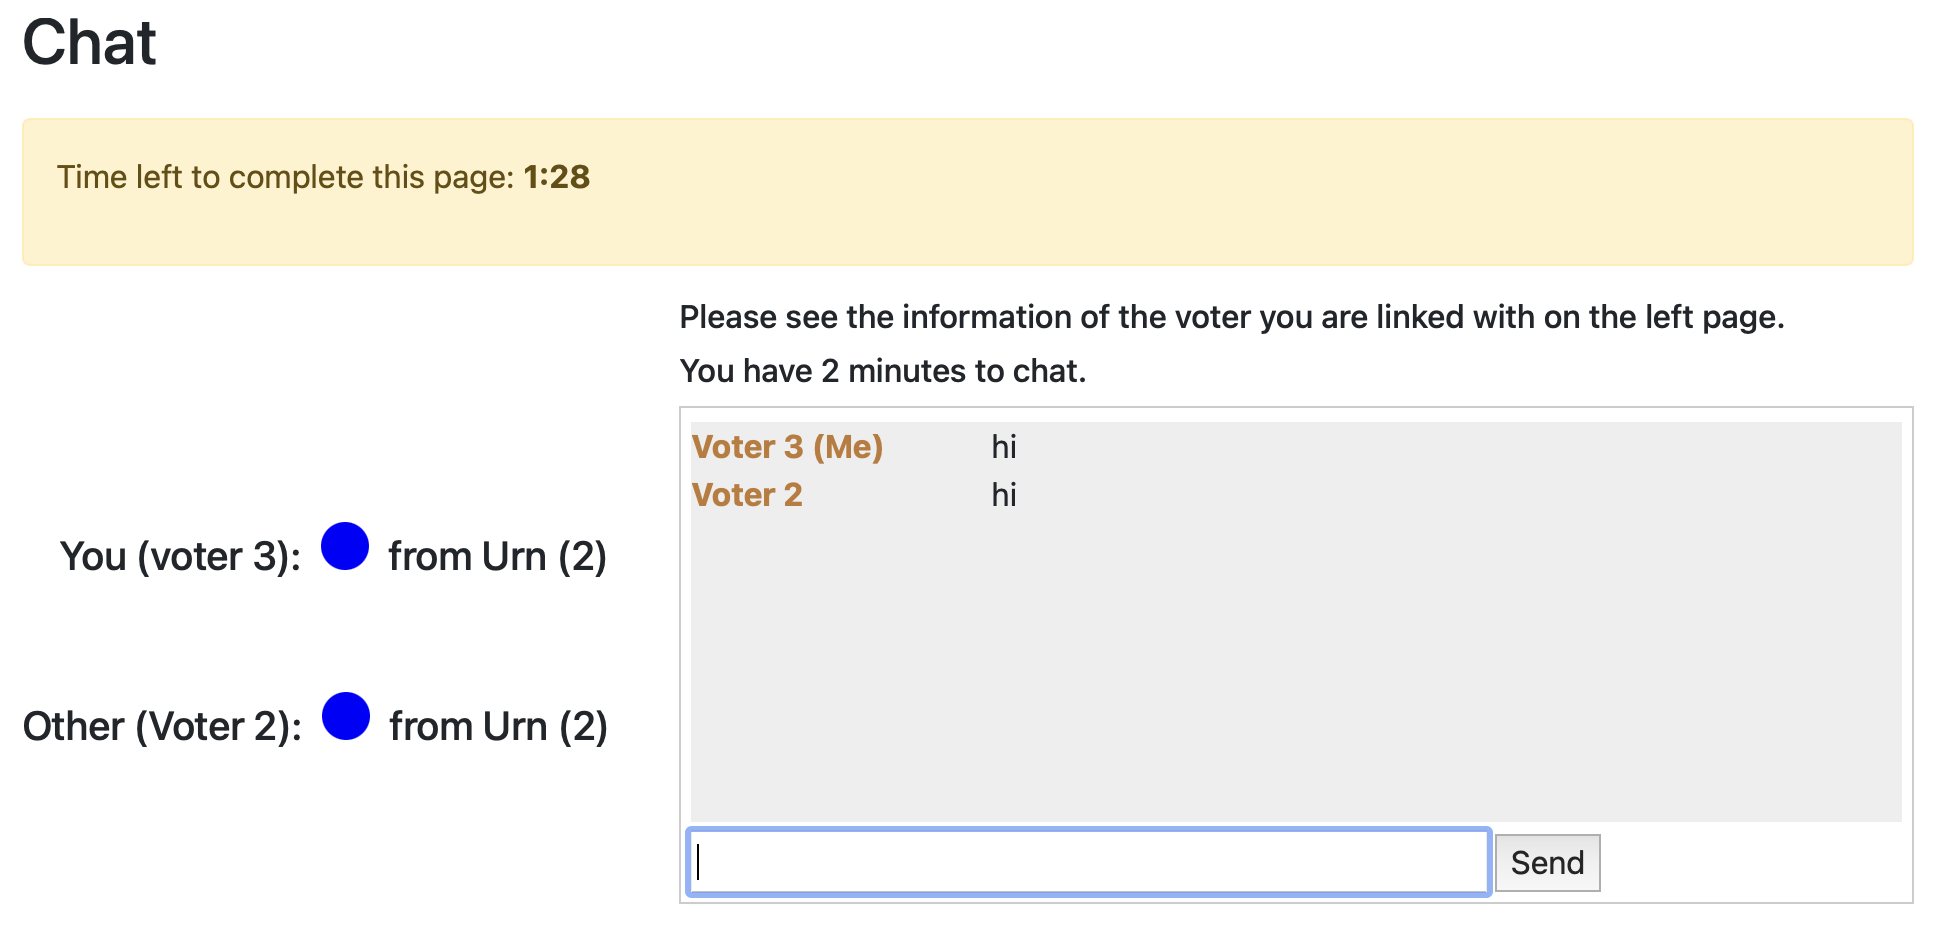 Chat
Time left to complete this page: 1:28
Please see the information of the voter you are linked with on the left page.
You have 2 minutes to chat.
Voter 3 (Me) hi
Voter 2 hi
You (voter 3): from Urn (2)
Other (Voter 2): from Urn (2)
Send